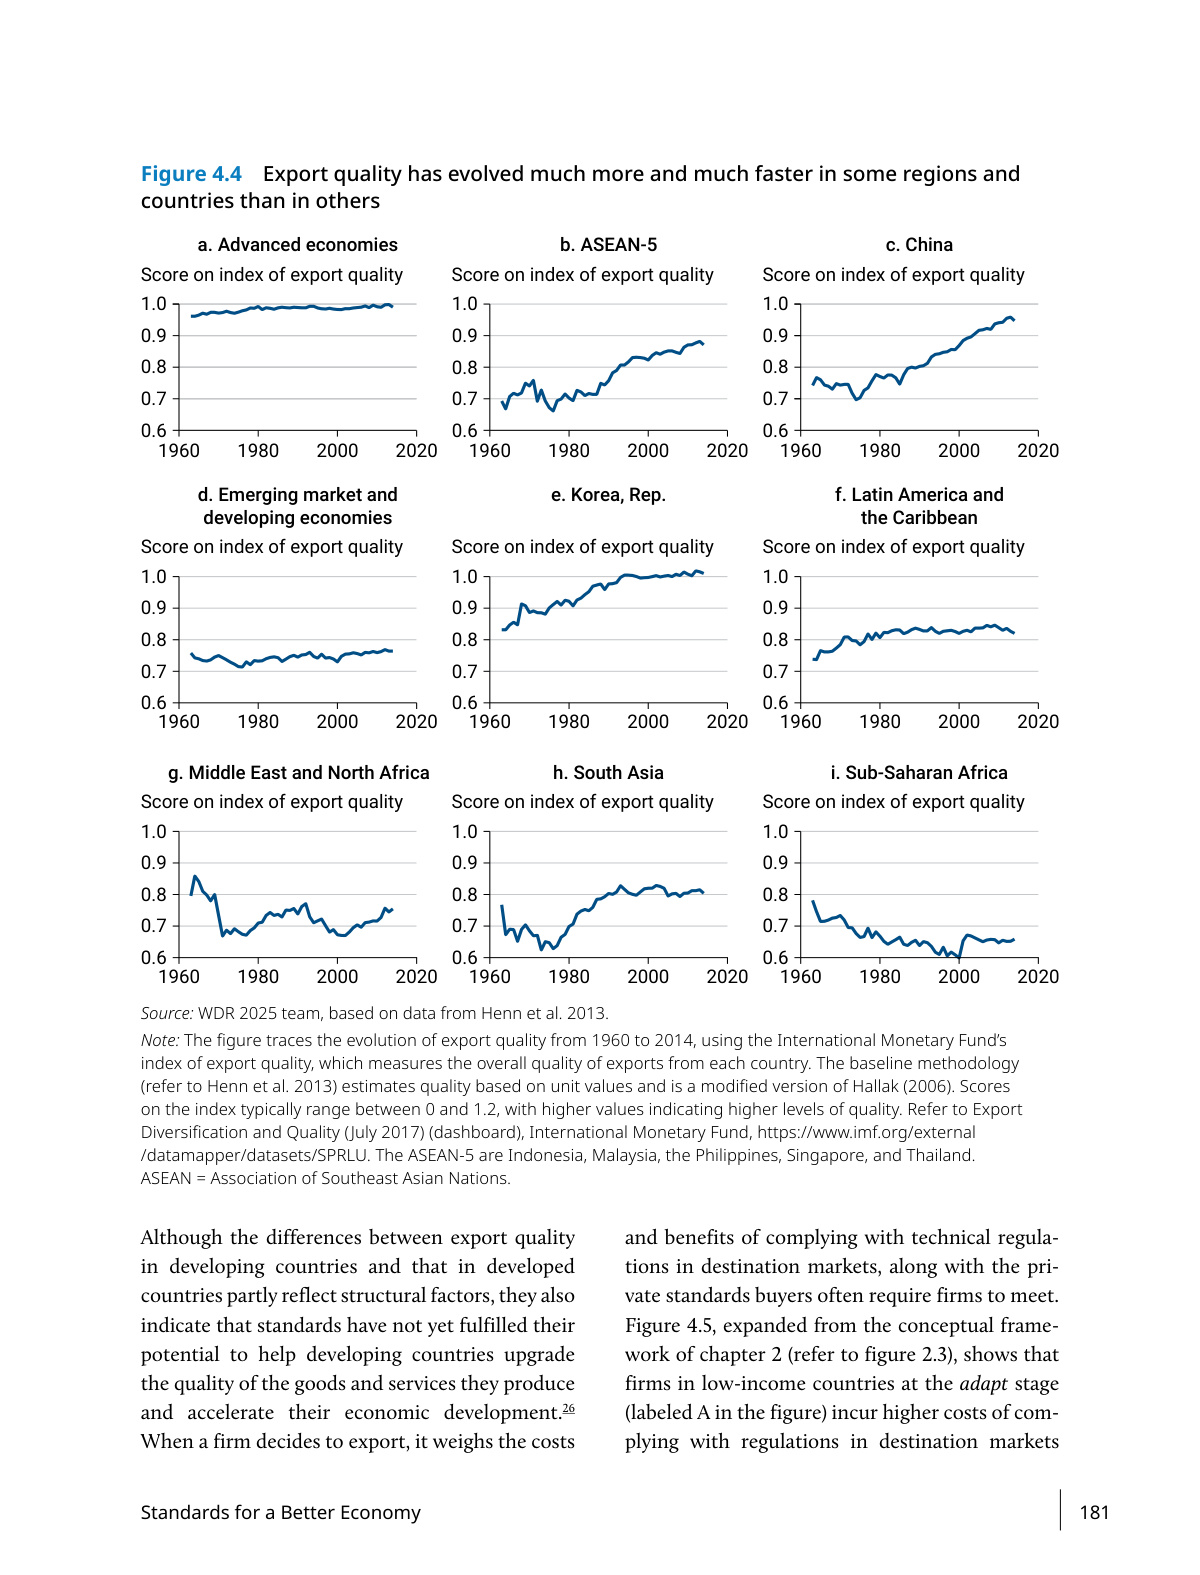 Figure 4.4 Export quality has evolved much more and much faster in some regions and
countries than in others
a. Advanced economies
Score on index of export quality
1.0
0.9
0.8
0.7
0.6
1960 1980 2000 2020
b. ASEAN-5
Score on index of export quality
1.0
0.9
0.8
0.7
0.6
1960 1980 2000 2020
c. China
Score on index of export quality
1.0
0.9
0.8
0.7
0.6
1960 1980 2000 2020
d. Emerging market and
developing economies
Score on index of export quality
1.0
0.9
0.8
0.7
0.6
1960 1980 2000 2020
e. Korea, Rep.
Score on index of export quality
1.0
0.9
0.8
0.7
0.6
1960 1980 2000 2020
f. Latin America and
the Caribbean
Score on index of export quality
1.0
0.9
0.8
0.7
0.6
1960 1980 2000 2020
g. Middle East and North Africa
Score on index of export quality
1.0
0.9
0.8
0.7
0.6
1960 1980 2000 2020
h. South Asia
Score on index of export quality
1.0
0.9
0.8
0.7
0.6
1960 1980 2000 2020
i. Sub-Saharan Africa
Score on index of export quality
1.0
0.9
0.8
0.7
0.6
1960 1980 2000 2020
Source: WDR 2025 team, based on data from Henn et al. 2013.
Note: The figure traces the evolution of export quality from 1960 to 2014, using the International Monetary Fund's
index of export quality, which measures the overall quality of exports from each country. The baseline methodology
(refer to Henn et al. 2013) estimates quality based on unit values and is a modified version of Hallak (2006). Scores
on the index typically range between 0 and 1.2, with higher values indicating higher levels of quality. Refer to Export
Diversification and Quality (July 2017) (dashboard), International Monetary Fund, https://www.imf.org/external
/datamapper/datasets/SPRLU. The ASEAN-5 are Indonesia, Malaysia, the Philippines, Singapore, and Thailand.
ASEAN = Association of Southeast Asian Nations.
Although the differences between export quality
in developing countries and that in developed
countries partly reflect structural factors, they also
indicate that standards have not yet fulfilled their
potential to help developing countries upgrade
the quality of the goods and services they produce
and accelerate their economic development.26
When a firm decides to export, it weighs the costs
and benefits of complying with technical regula-
tions in destination markets, along with the pri-
vate standards buyers often require firms to meet.
Figure 4.5, expanded from the conceptual frame-
work of chapter 2 (refer to figure 2.3), shows that
firms in low-income countries at the adapt stage
(labeled A in the figure) incur higher costs of com-
plying with regulations in destination markets
Standards for a Better Economy
181